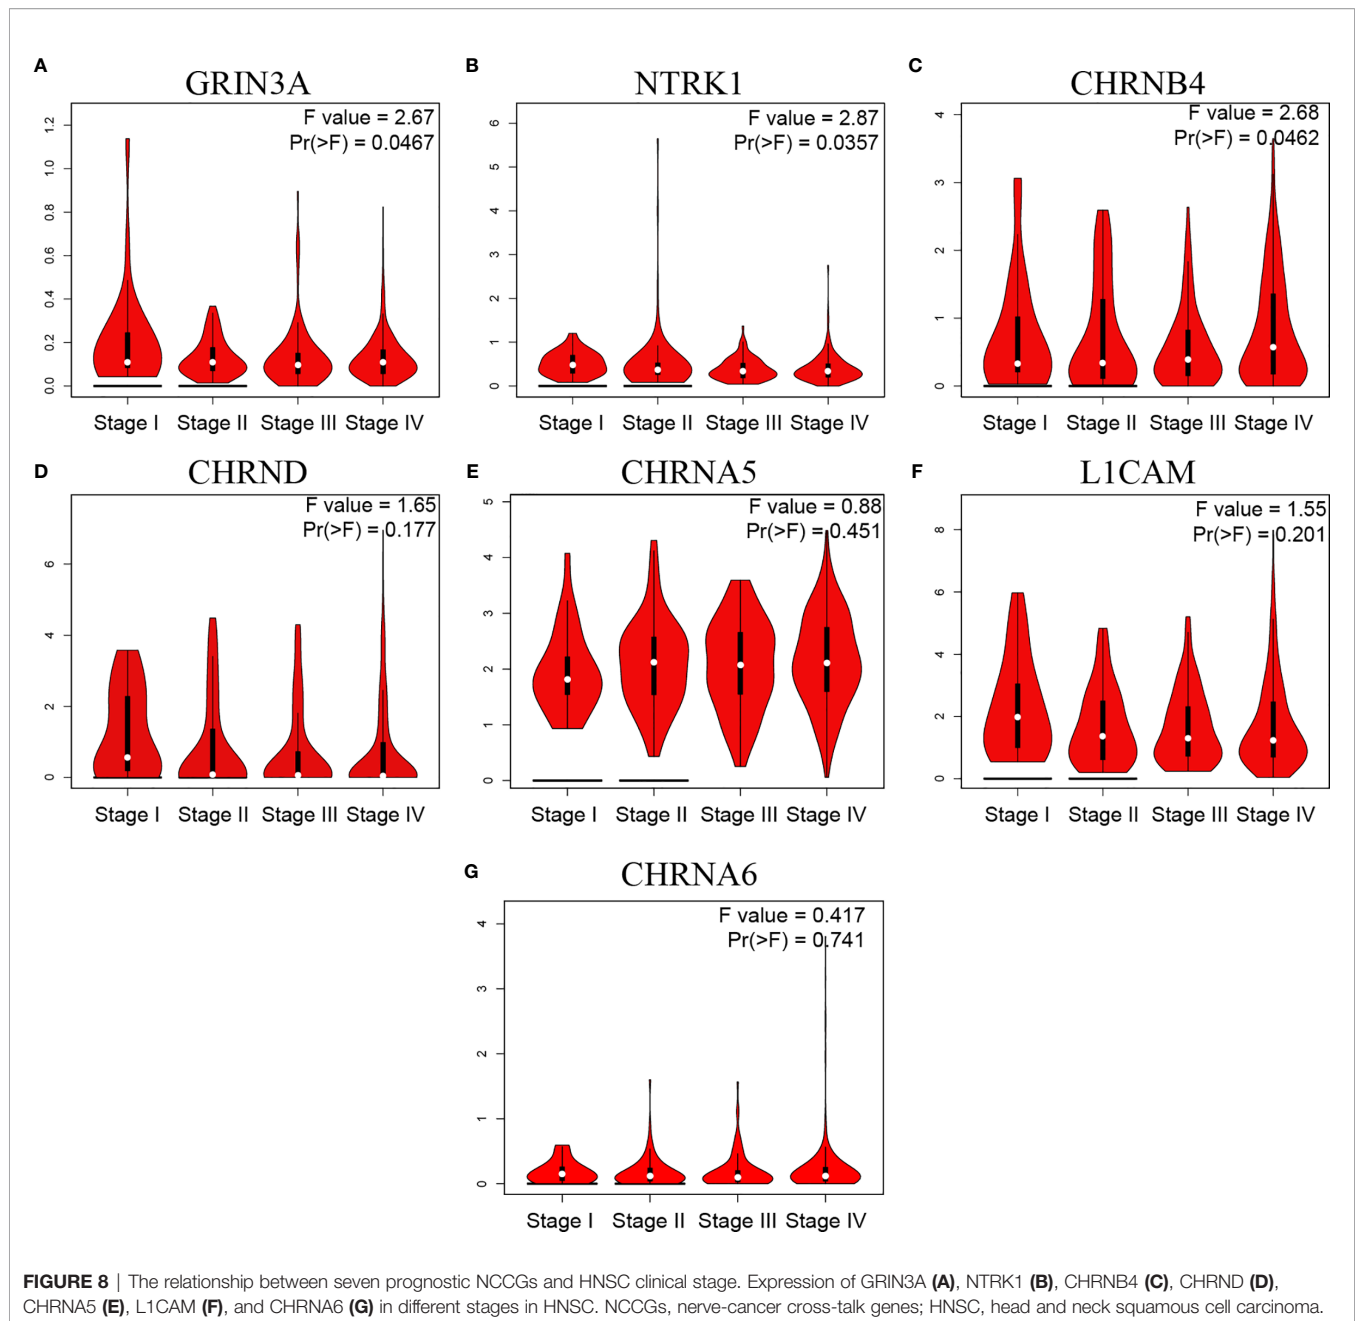 A
GRIN3A
F value = 2.67
Pr(>F) = 0.0467
0.0
0.2
0.4
0.6
0.8
1.0
1.2
Stage I Stage II Stage III Stage IV
B
NTRK1
F value = 2.87
Pr(>F) = 0.0357
0
1
2
3
4
5
6
Stage I Stage II Stage III Stage IV
C
CHRNB4
F value = 2.68
Pr(>F) = 0.0462
0
1
2
3
4
Stage I Stage II Stage III Stage IV
D
CHRND
F value = 1.65
Pr(>F) = 0.177
0
2
4
6
Stage I Stage II Stage III Stage IV
E
CHRNA5
F value = 0.88
Pr(>F) = 0.451
0
1
2
3
4
5
Stage I Stage II Stage III Stage IV
F
L1CAM
F value = 1.55
Pr(>F) = 0.201
0
2
4
6
8
Stage I Stage II Stage III Stage IV
G
CHRNA6
F value = 0.417
Pr(>F) = 0.741
0
1
2
3
4
Stage I Stage II Stage III Stage IV
FIGURE 8 | The relationship between seven prognostic NCCGs and HNSC clinical stage. Expression of GRIN3A (A), NTRK1 (B), CHRNB4 (C), CHRND (D),
CHRNA5 (E), L1CAM (F), and CHRNA6 (G) in different stages in HNSC. NCCGs, nerve-cancer cross-talk genes; HNSC, head and neck squamous cell carcinoma.